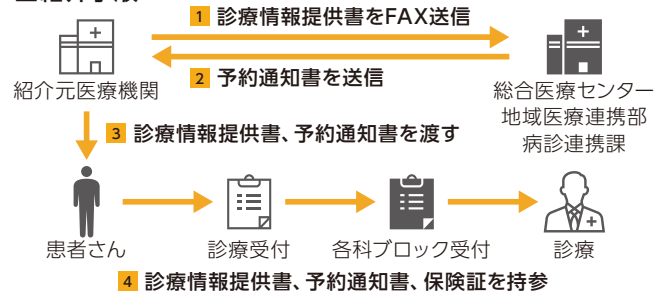 1 診療情報提供書をFAX送信
2 予約通知書を送信
紹介元医療機関
総合医療センター
地域医療連携部
病診連携課
3 診療情報提供書、予約通知書を渡す
患者さん
診療受付
各科ブロック受付
診療
4 診療情報提供書、予約通知書、保険証を持参